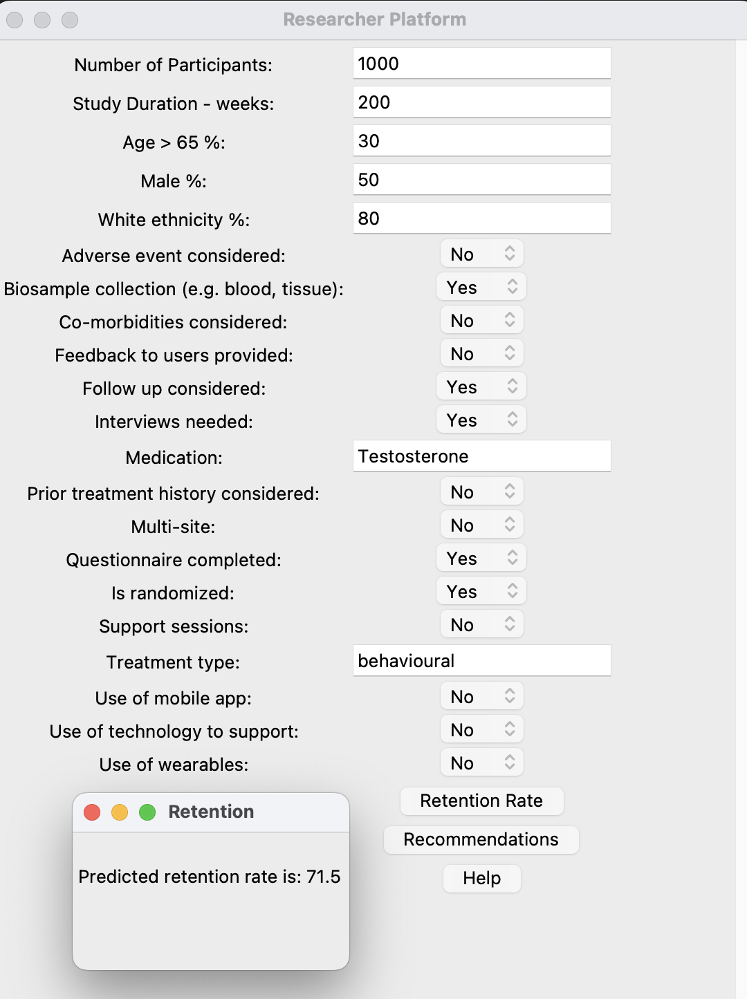 Researcher Platform
Number of Participants: 1000
Study Duration - weeks: 200
Age > 65 %: 30
Male %: 50
White ethnicity %: 80
Adverse event considered: No
Biosample collection (e.g. blood, tissue): Yes
Co-morbidities considered: No
Feedback to users provided: No
Follow up considered: Yes
Interviews needed: Yes
Medication: Testosterone
Prior treatment history considered: No
Multi-site: No
Questionnaire completed: Yes
Is randomized: Yes
Support sessions: No
Treatment type: behavioural
Use of mobile app: No
Use of technology to support: No
Use of wearables: No
Retention Rate
Recommendations
Help
Retention
Predicted retention rate is: 71.5